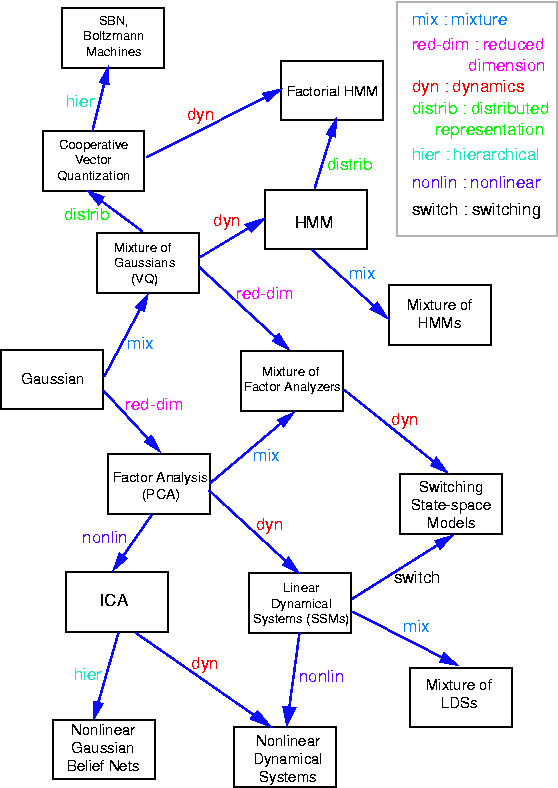 SBN,
Boltzmann
Machines
mix : mixture
red-dim : reduced
dimension
dyn : dynamics
distrib : distributed
representation
hier : hierarchical
nonlin : nonlinear
switch : switching
hier
dyn
Factorial HMM
Cooperative
Vector
Quantization
distrib
distrib
dyn
HMM
Mixture of
Gaussians
(VQ)
mix
red-dim
Mixture of
HMMs
mix
Gaussian
Mixture of
Factor Analyzers
red-dim
dyn
mix
Factor Analysis
(PCA)
Switching
State-space
Models
dyn
nonlin
switch
ICA
Linear
Dynamical
Systems (SSMs)
mix
dyn
hier
nonlin
Mixture of
LDSs
Nonlinear
Gaussian
Belief Nets
Nonlinear
Dynamical
Systems